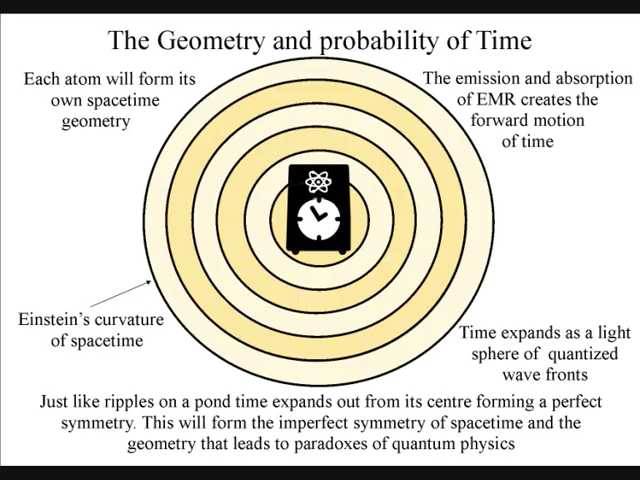 The Geometry and probability of Time
Each atom will form its
own spacetime
geometry
The emission and absorption
of EMR creates the
forward motion
of time
Einstein's curvature
of spacetime
Time expands as a light
sphere of quantized
wave fronts
Just like ripples on a pond time expands out from its centre forming a perfect
symmetry. This will form the imperfect symmetry of spacetime and the
geometry that leads to paradoxes of quantum physics